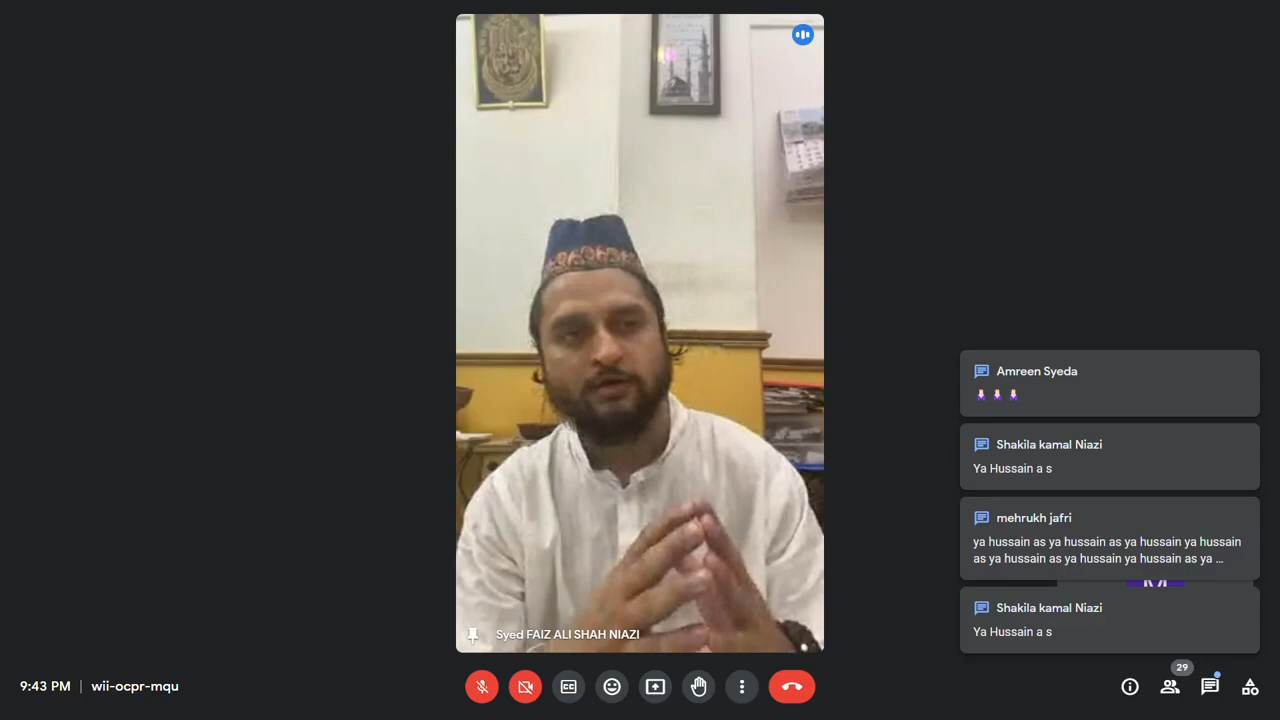 Amreen Syeda
Shakila kamal Niazi
Ya Hussain a s
mehrukh jafri
ya hussain as ya hussain as ya hussain ya hussain
as ya hussain as ya hussain ya hussain as ya ...
Shakila kamal Niazi
Ya Hussain a s
Syed FAIZ ALI SHAH NIAZI
29
9:43 PM | wii-ocpr-mqu